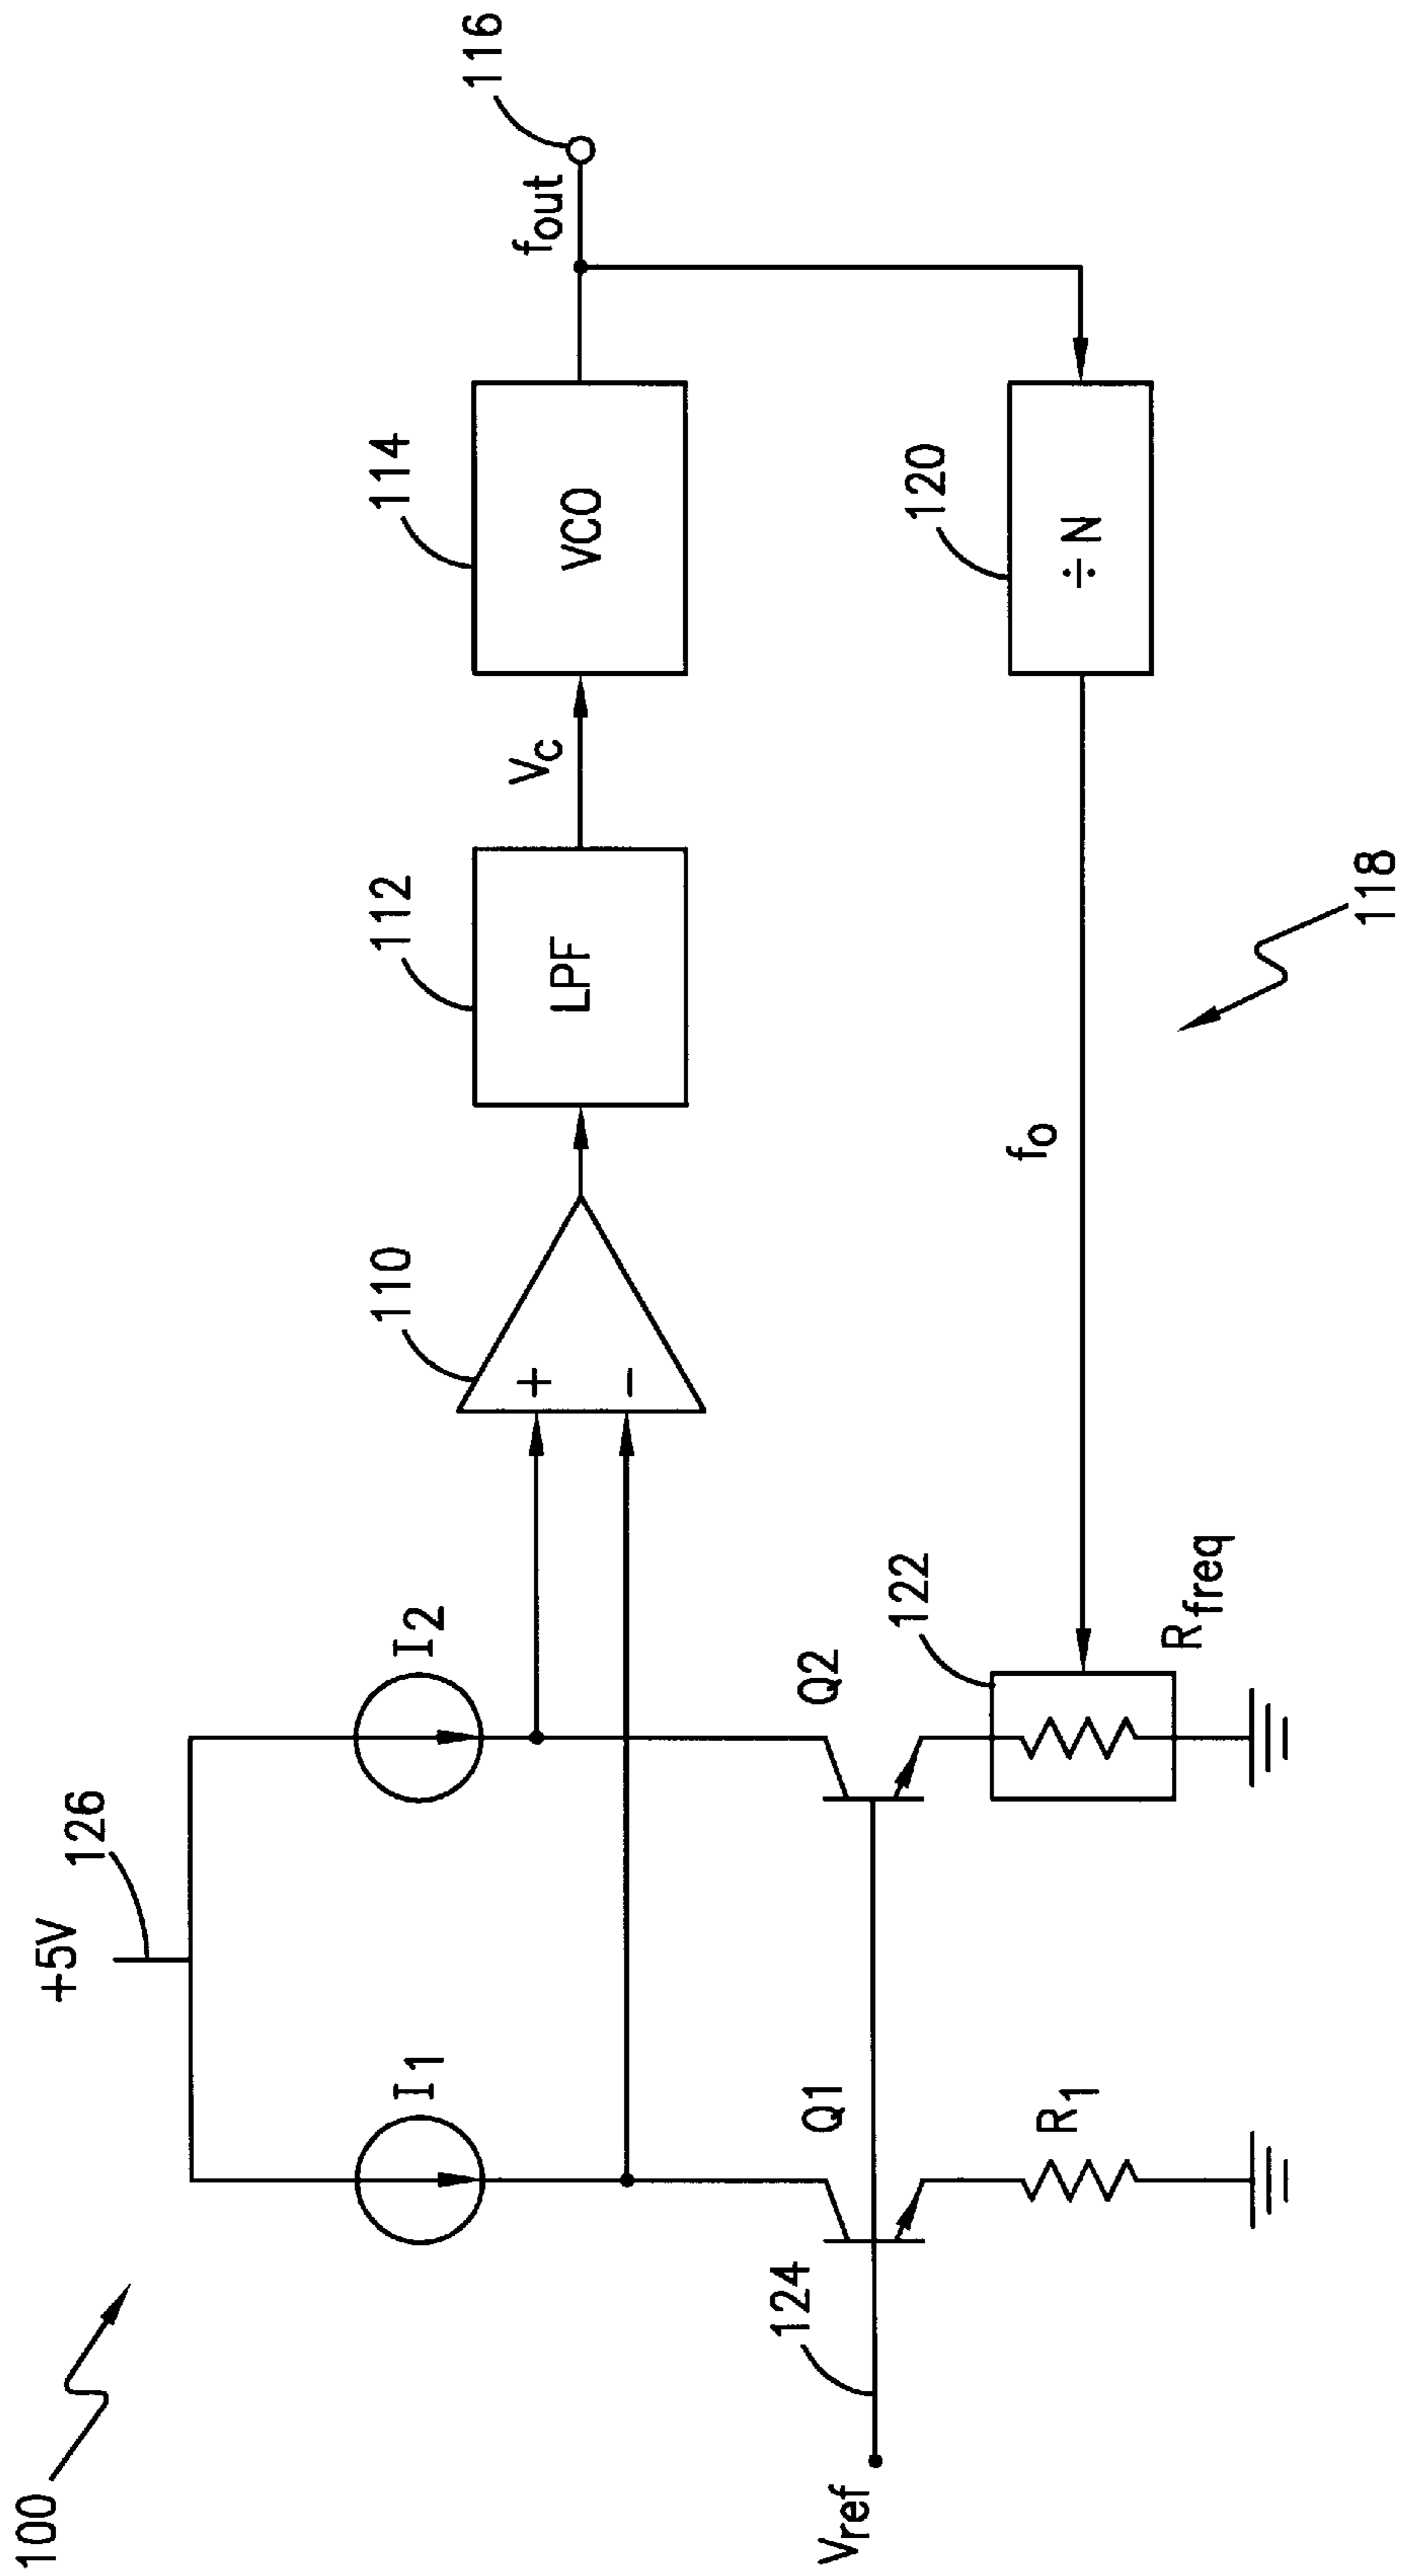 100
+5V
126
I1
I2
110
+
-
112
LPF
Vc
114
VCO
fout
116
Vref
124
Q1
Q2
R1
122
Rfreq
fo
118
120
÷ N